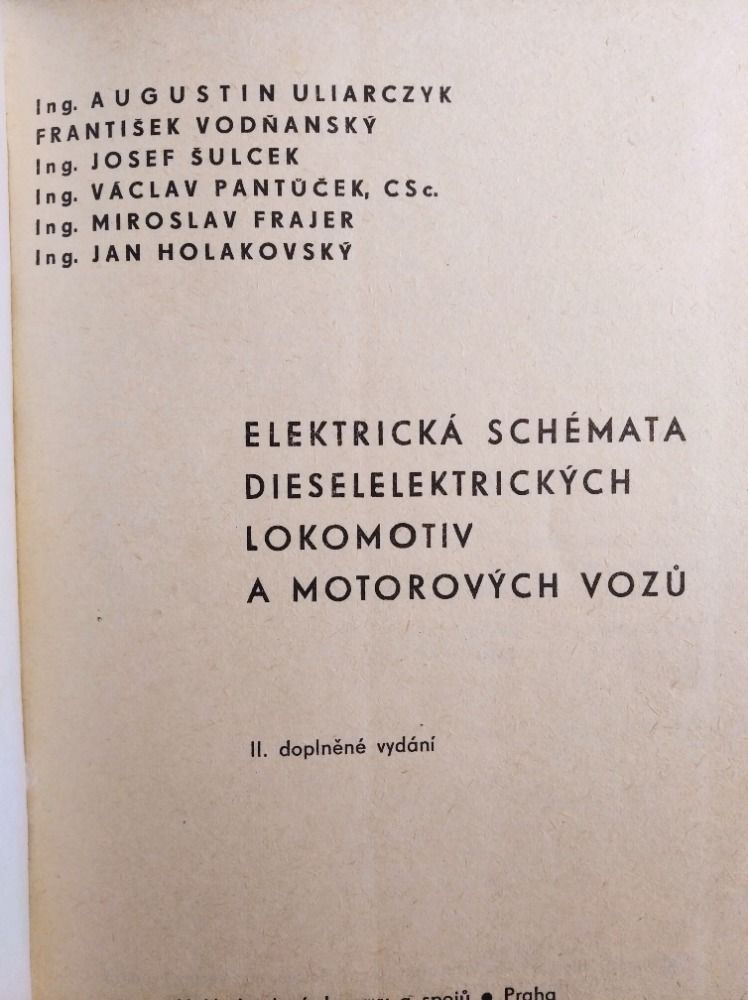 Ing. AUGUSTIN ULIARCZYK
FRANTIŠEK VODŇANSKÝ
Ing. JOSEF ŠULCEK
Ing. VÁCLAV PANTŮČEK, CSc.
Ing. MIROSLAV FRAJER
Ing. JAN HOLAKOVSKÝ
ELEKTRICKÁ SCHÉMATA
DIESELELEKTRICKÝCH
LOKOMOTIV
A MOTOROVÝCH VOZŮ
II. doplněné vydání
a spojů ● Praha